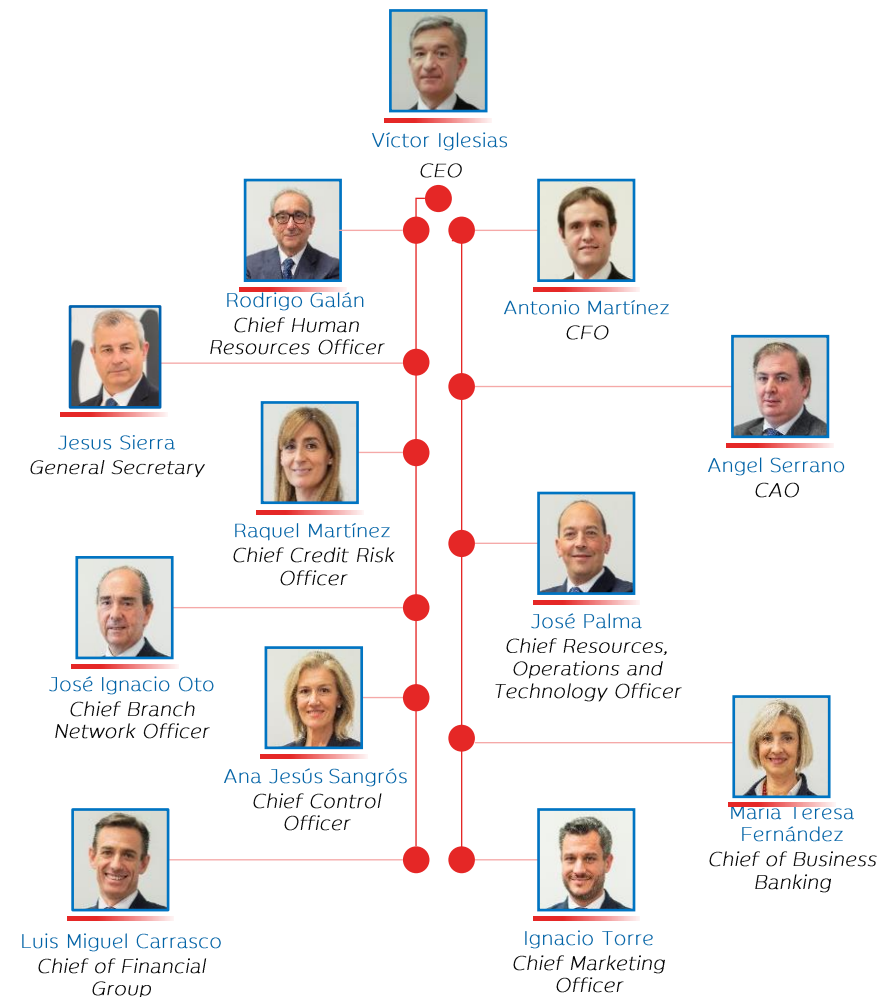 Víctor Iglesias
CEO
Rodrigo Galán
Chief Human
Resources Officer
Antonio Martínez
CFO
Jesus Sierra
General Secretary
Angel Serrano
CAO
Raquel Martínez
Chief Credit Risk
Officer
José Palma
Chief Resources,
Operations and
Technology Officer
José Ignacio Oto
Chief Branch
Network Officer
Ana Jesús Sangrós
Chief Control
Officer
María Teresa
Fernández
Chief of Business
Banking
Luis Miguel Carrasco
Chief of Financial
Group
Ignacio Torre
Chief Marketing
Officer